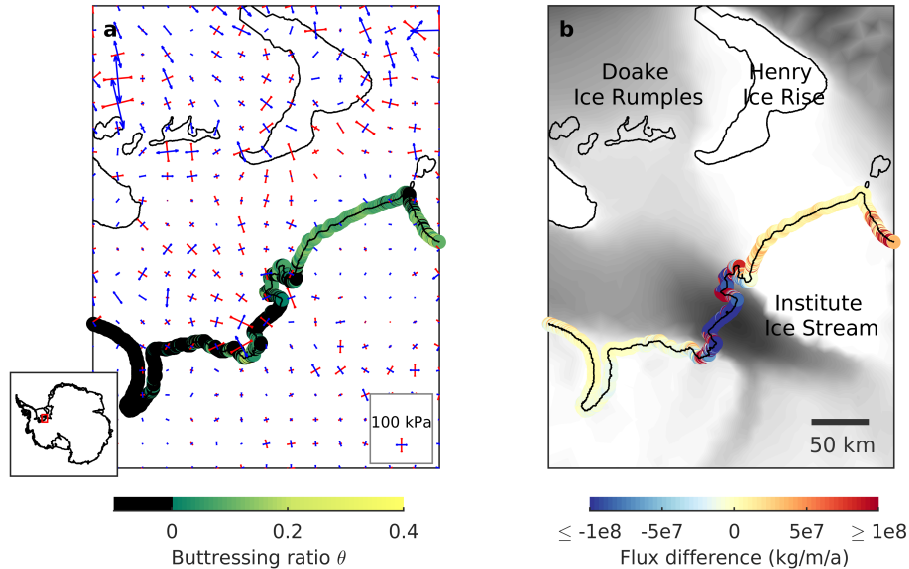 a
100 kPa
0
0.2
0.4
Buttressing ratio θ
b
Doake
Ice Rumples
Henry
Ice Rise
Institute
Ice Stream
50 km
≤ -1e8
-5e7
0
5e7
≥ 1e8
Flux difference (kg/m/a)